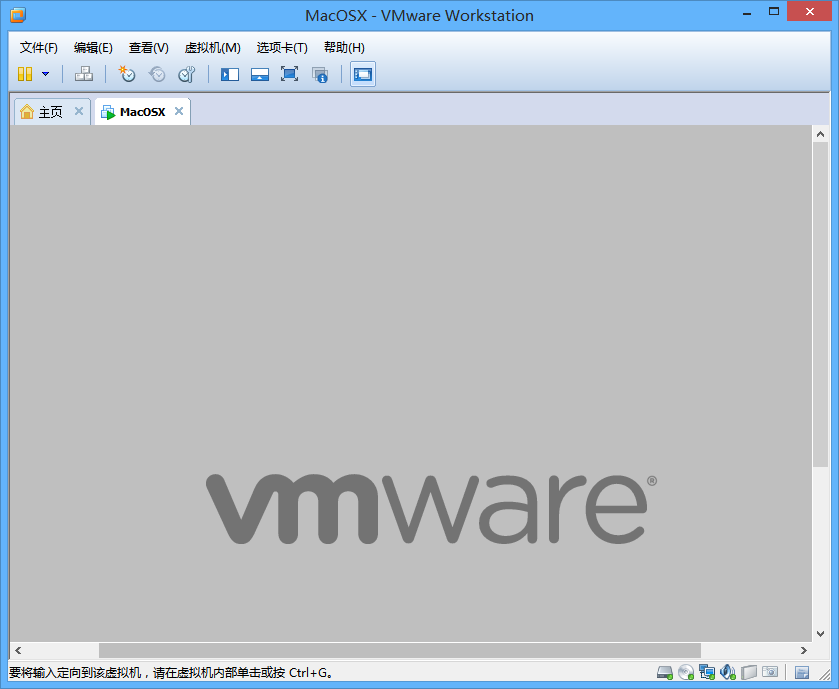 MacOSX - VMware Workstation
文件(F) 编辑(E) 查看(V) 虚拟机(M) 选项卡(T) 帮助(H)
主页 MacOSX
vmware®
要将输入定向到该虚拟机，请在虚拟机内部单击或按 Ctrl+G。